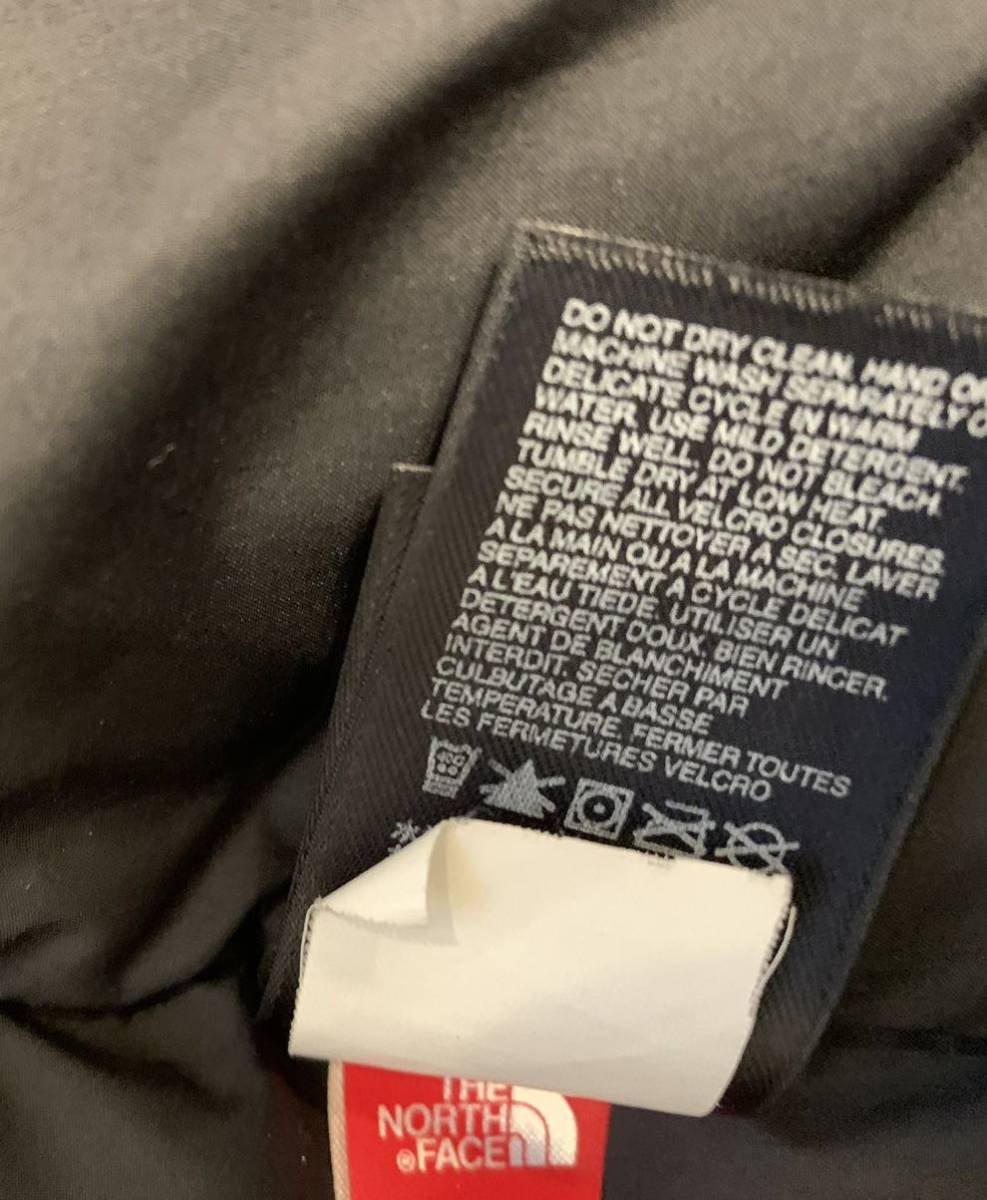 DO NOT DRY CLEAN. HAND OR
MACHINE WASH SEPARATELY O
DELICATE CYCLE IN WARM
WATER. USE MILD DETERGENT.
RINSE WELL. DO NOT BLEACH.
TUMBLE DRY AT LOW HEAT.
SECURE ALL VELCRO CLOSURES.
NE PAS NETTOYER A SEC. LAVER
A LA MAIN OU A LA MACHINE
SEPAREMENT A CYCLE DELICAT
A L'EAU TIEDE. UTILISER UN
DETERGENT DOUX. BIEN RINCER.
AGENT DE BLANCHIMENT
INTERDIT. SECHER PAR
CULBUTAGE A BASSE
TEMPERATURE. FERMER TOUTES
LES FERMETURES VELCRO
THE
NORTH
®FACE